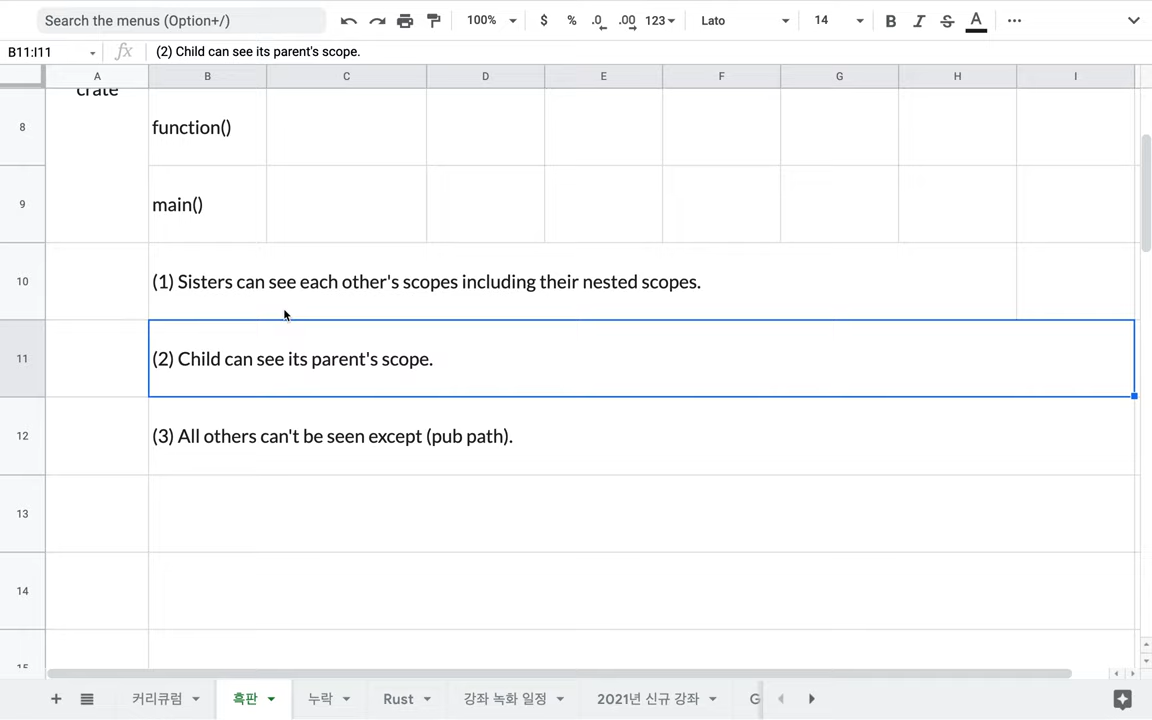 Search the menus (Option+/)
100%
$ % .0 .00 123
Lato
14
B I S A
B11:I11
fx
(2) Child can see its parent's scope.
A B C D E F G H I
crate
8
function()
9
main()
10
(1) Sisters can see each other's scopes including their nested scopes.
11
(2) Child can see its parent's scope.
12
(3) All others can't be seen except (pub path).
13
14
15
커리큐럼
흑판
누락
Rust
강좌 녹화 일정
2021년 신규 강좌
G